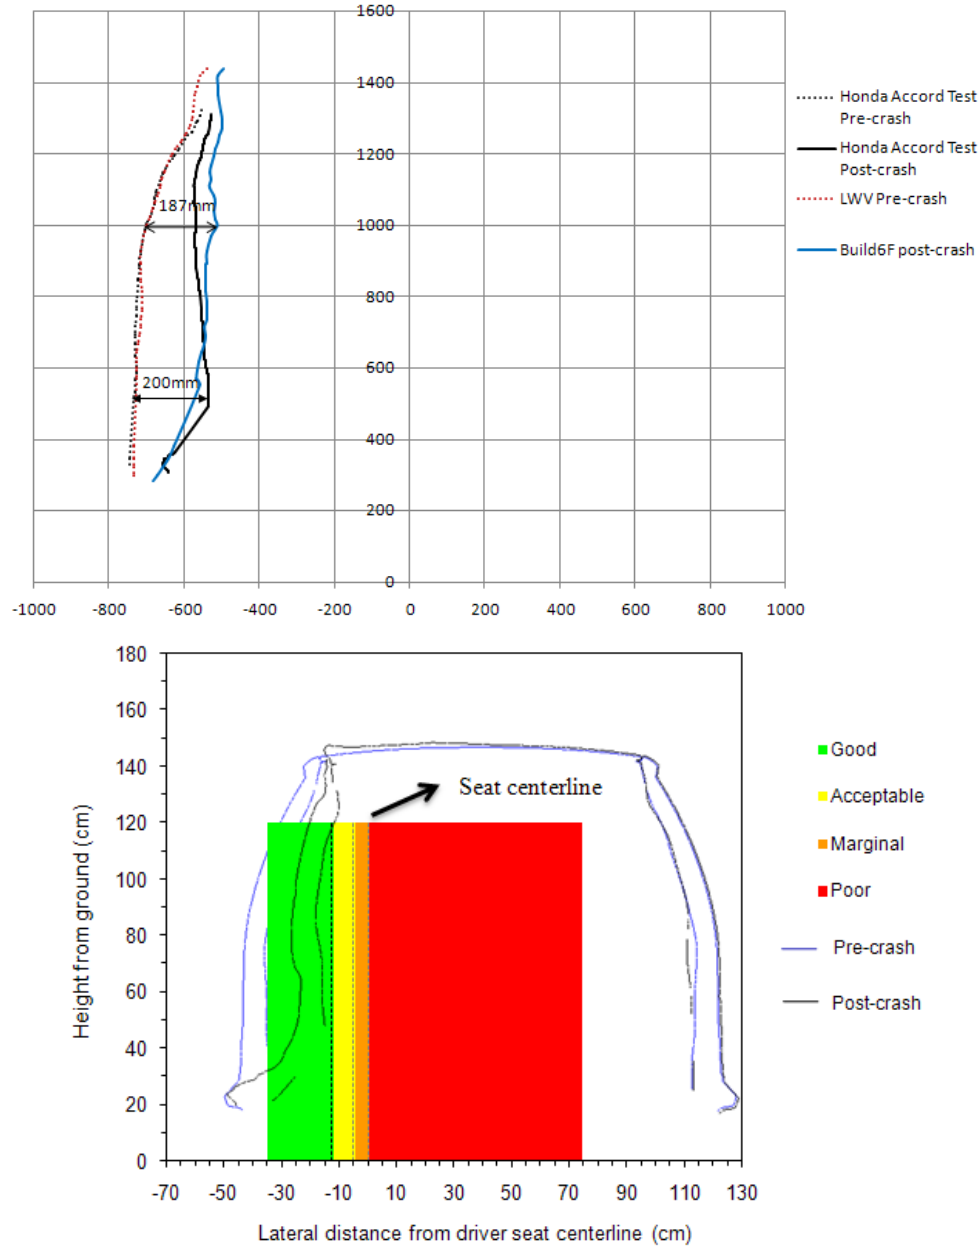 1600
1400
1200
1000
800
600
400
200
0
-1000 -800 -600 -400 -200 0 200 400 600 800 1000
187mm
200mm
Honda Accord Test
Pre-crash
Honda Accord Test
Post-crash
LWV Pre-crash
Build6F post-crash
180
160
140
120
100
80
60
40
20
0
-70 -50 -30 -10 10 30 50 70 90 110 130
Height from ground (cm)
Lateral distance from driver seat centerline (cm)
Seat centerline
Good
Acceptable
Marginal
Poor
Pre-crash
Post-crash